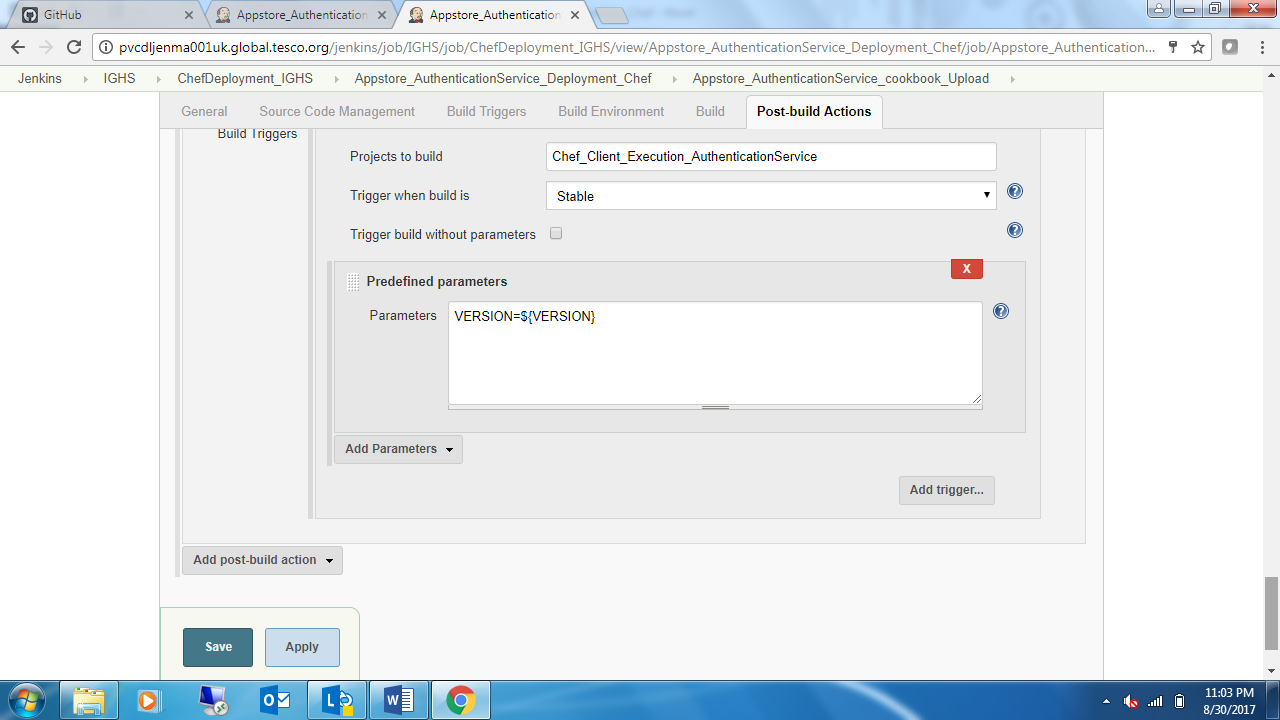 GitHub
Appstore_Authentication
Appstore_Authentication
pvcdljenma001uk.global.tesco.org/jenkins/job/IGHS/job/ChefDeployment_IGHS/view/Appstore_AuthenticationService_Deployment_Chef/job/Appstore_Authentication...
Jenkins IGHS ChefDeployment_IGHS Appstore_AuthenticationService_Deployment_Chef Appstore_AuthenticationService_cookbook_Upload
General Source Code Management Build Triggers Build Environment Build Post-build Actions
Build Triggers
Projects to build Chef_Client_Execution_AuthenticationService
Trigger when build is Stable
Trigger build without parameters
X
Predefined parameters
Parameters VERSION=${VERSION}
Add Parameters
Add trigger...
Add post-build action
Save Apply
11:03 PM
8/30/2017